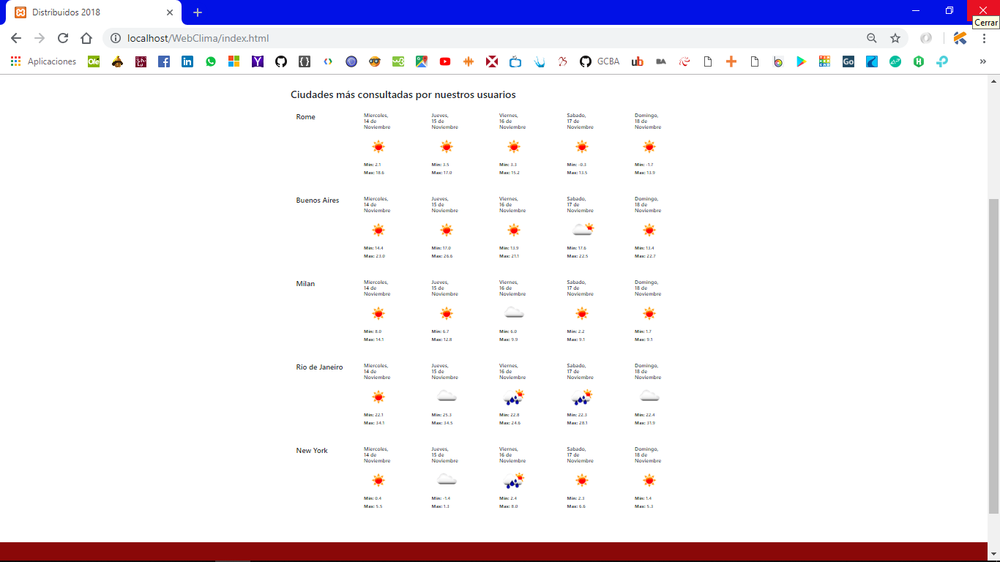 Distribuidos 2018
Cerrar
localhost/WebClima/index.html
Aplicaciones
Olé
GCBA
ub
BA
Go
Ciudades más consultadas por nuestros usuarios
Rome
Miercoles, 14 de Noviembre
Jueves, 15 de Noviembre
Viernes, 16 de Noviembre
Sabado, 17 de Noviembre
Domingo, 18 de Noviembre
Min: 2.1
Min: 3.5
Min: 3.3
Min: -0.3
Min: -1.7
Max: 18.6
Max: 17.0
Max: 15.2
Max: 13.5
Max: 13.9
Buenos Aires
Miercoles, 14 de Noviembre
Jueves, 15 de Noviembre
Viernes, 16 de Noviembre
Sabado, 17 de Noviembre
Domingo, 18 de Noviembre
Min: 14.4
Min: 17.0
Min: 13.9
Min: 17.6
Min: 13.4
Max: 23.0
Max: 26.6
Max: 21.1
Max: 22.5
Max: 22.7
Milan
Miercoles, 14 de Noviembre
Jueves, 15 de Noviembre
Viernes, 16 de Noviembre
Sabado, 17 de Noviembre
Domingo, 18 de Noviembre
Min: 8.0
Min: 6.7
Min: 6.0
Min: 2.2
Min: 1.7
Max: 14.1
Max: 12.8
Max: 9.9
Max: 9.1
Max: 9.1
Rio de Janeiro
Miercoles, 14 de Noviembre
Jueves, 15 de Noviembre
Viernes, 16 de Noviembre
Sabado, 17 de Noviembre
Domingo, 18 de Noviembre
Min: 22.1
Min: 25.3
Min: 22.8
Min: 22.3
Min: 22.4
Max: 34.1
Max: 34.5
Max: 24.6
Max: 28.1
Max: 31.9
New York
Miercoles, 14 de Noviembre
Jueves, 15 de Noviembre
Viernes, 16 de Noviembre
Sabado, 17 de Noviembre
Domingo, 18 de Noviembre
Min: 0.4
Min: -1.4
Min: 2.4
Min: 2.3
Min: 1.4
Max: 5.5
Max: 1.3
Max: 8.0
Max: 6.6
Max: 5.3